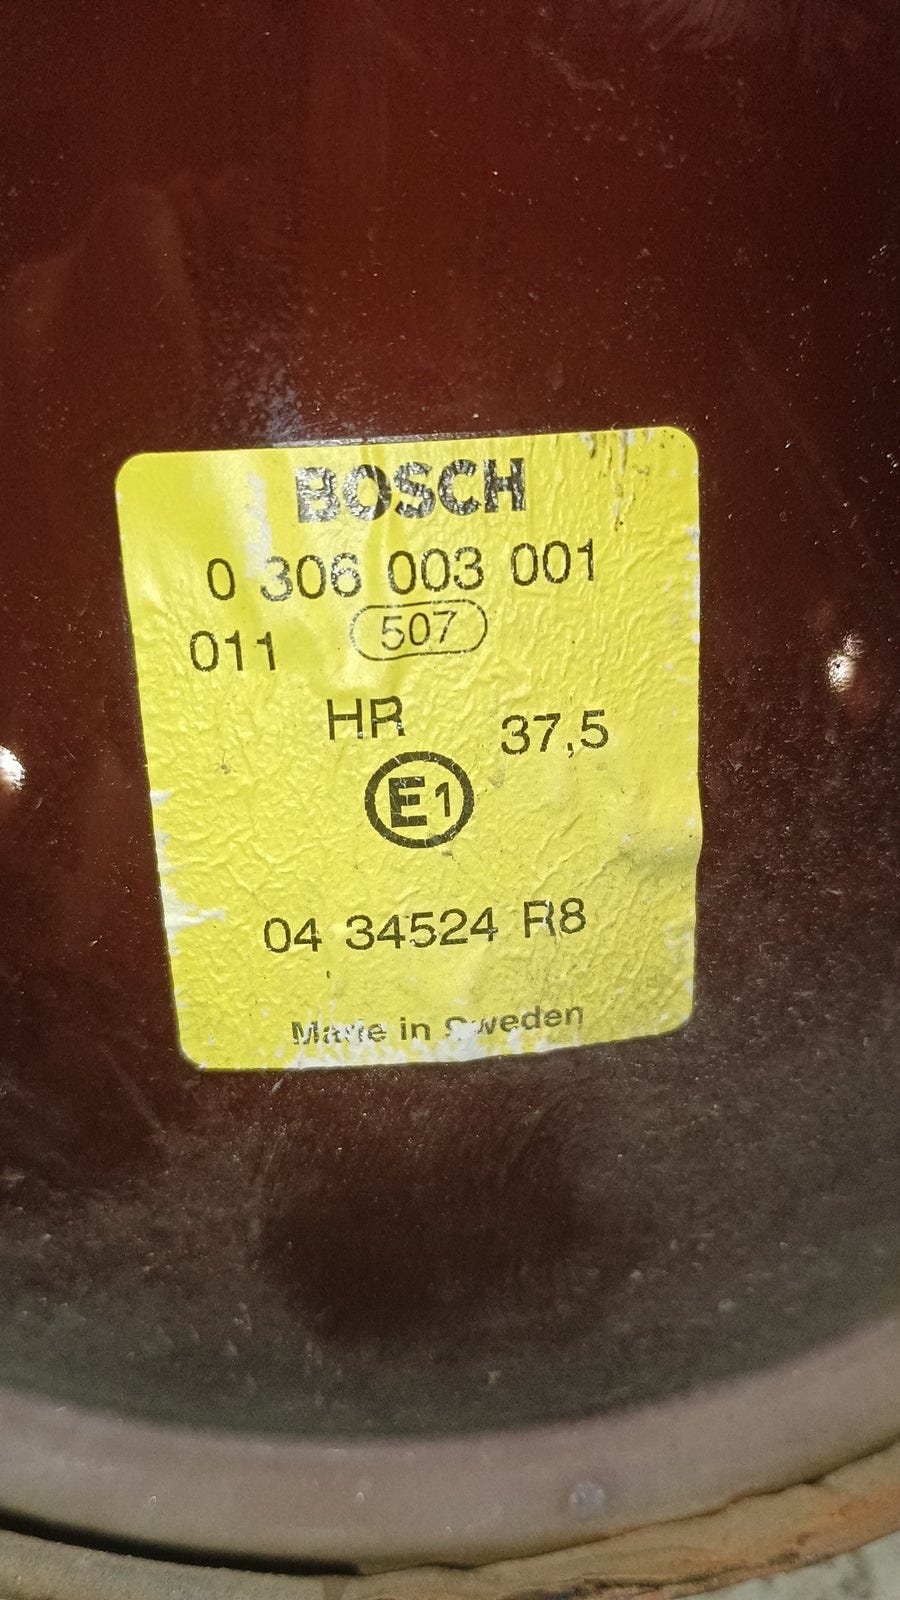 BOSCH
0 306 003 001
011 507
HR 37,5
E1
04 34524 R8
Made in Sweden